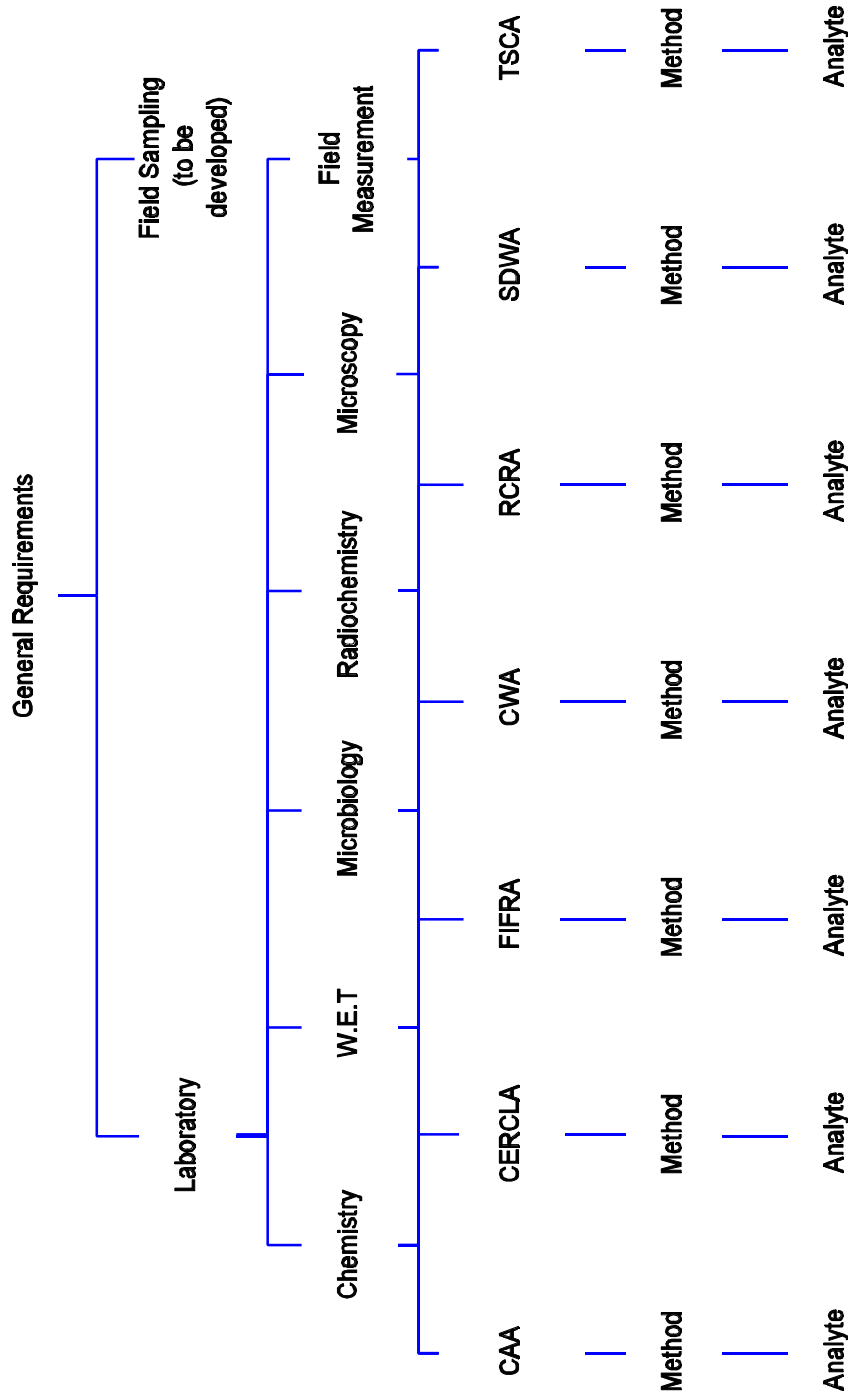 General Requirements
Laboratory
Field Sampling
(to be
developed)
Chemistry
W.E.T
Microbiology
Radiochemistry
Microscopy
Field
Measurement
CAA
CERCLA
FIFRA
CWA
RCRA
SDWA
TSCA
Method
Method
Method
Method
Method
Method
Method
Analyte
Analyte
Analyte
Analyte
Analyte
Analyte
Analyte